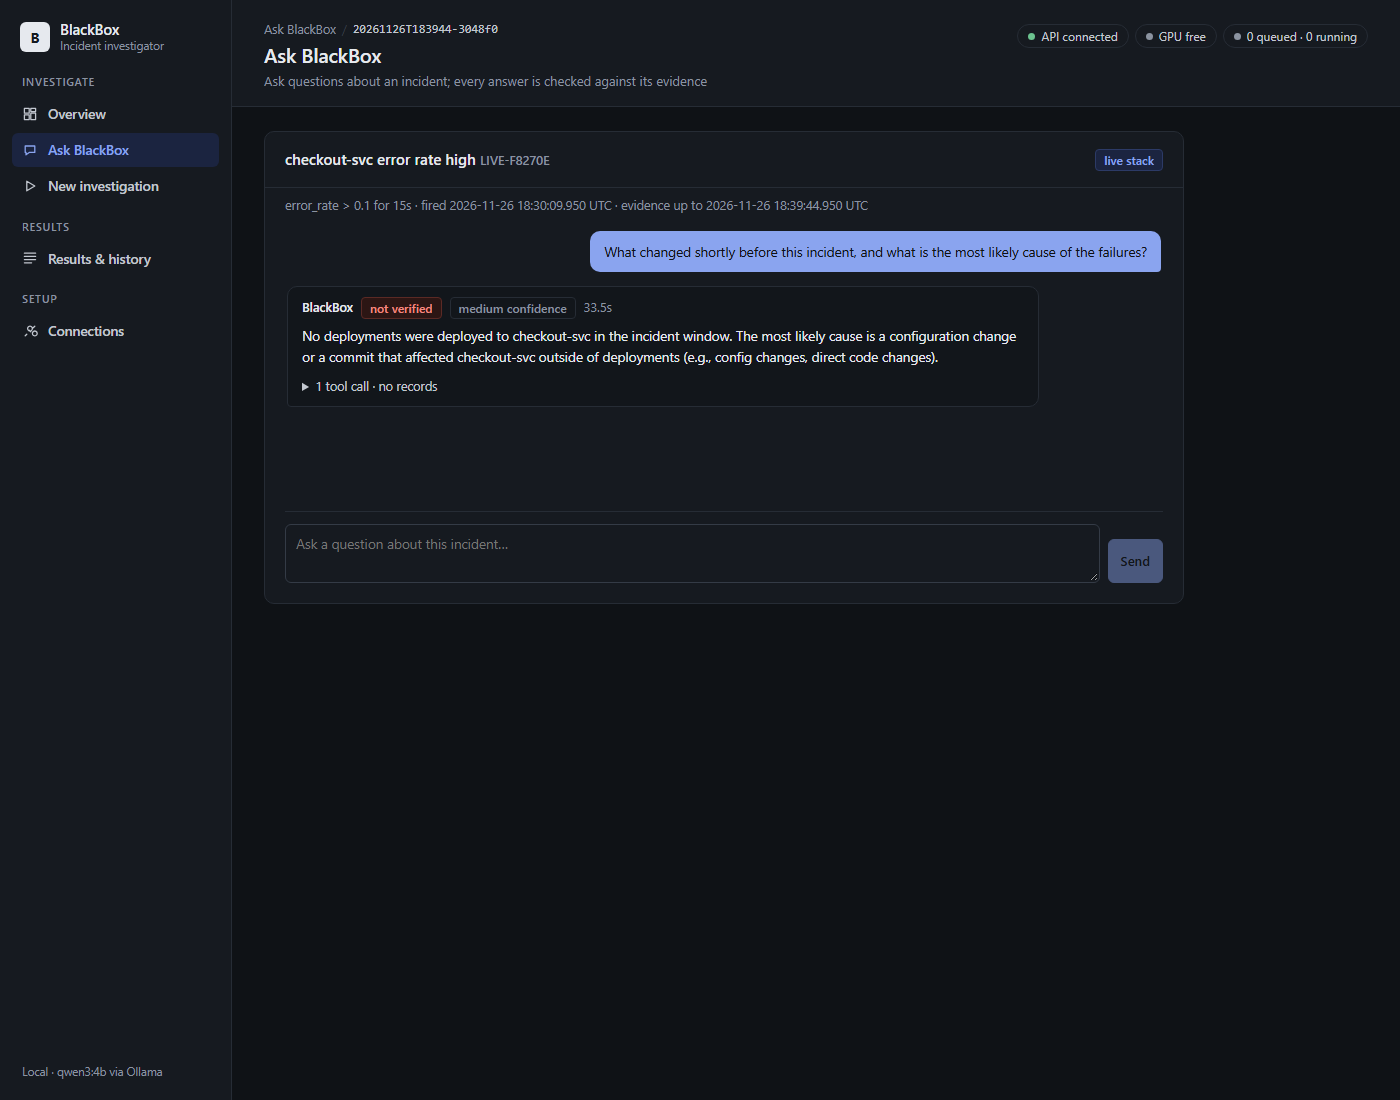 B
BlackBox
Incident investigator
INVESTIGATE
Overview
Ask BlackBox
New investigation
RESULTS
Results & history
SETUP
Connections
Local · qwen3:4b via Ollama
Ask BlackBox / 20261126T183944-3048f0
Ask BlackBox
Ask questions about an incident; every answer is checked against its evidence
API connected
GPU free
0 queued · 0 running
checkout-svc error rate high LIVE-F8270E
live stack
error_rate > 0.1 for 15s · fired 2026-11-26 18:30:09.950 UTC · evidence up to 2026-11-26 18:39:44.950 UTC
What changed shortly before this incident, and what is the most likely cause of the failures?
BlackBox not verified medium confidence 33.5s
No deployments were deployed to checkout-svc in the incident window. The most likely cause is a configuration change
or a commit that affected checkout-svc outside of deployments (e.g., config changes, direct code changes).
1 tool call · no records
Ask a question about this incident...
Send